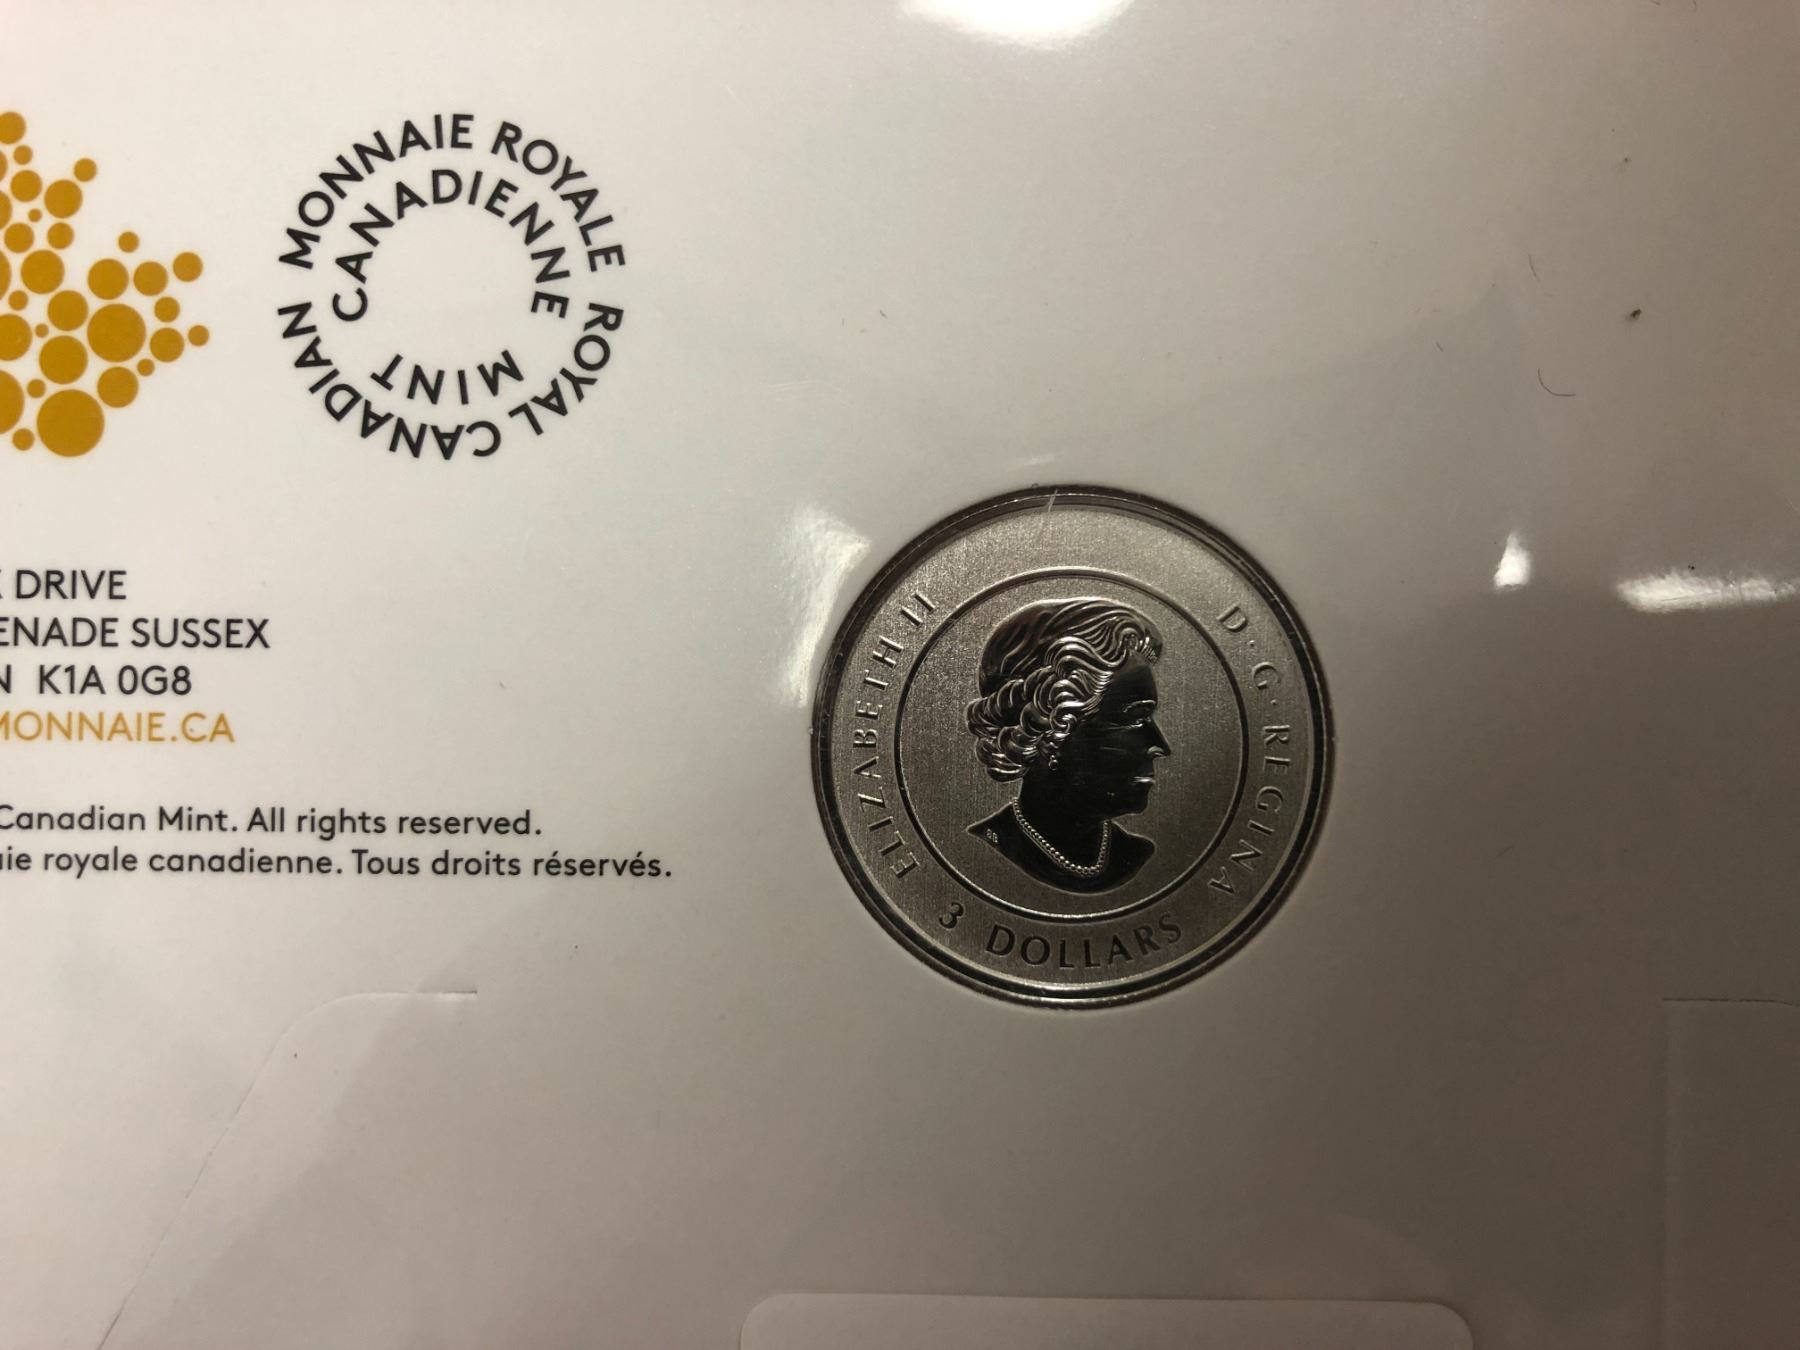 MONNAIE ROYALE
CANADIENNE
ROYAL CANADIAN
MINT
DRIVE
ENADE SUSSEX
N K1A 0G8
MONNAIE.CA
Canadian Mint. All rights reserved.
ie royale canadienne. Tous droits réservés.
ELIZABETH II
D·G·REGINA
3 DOLLARS